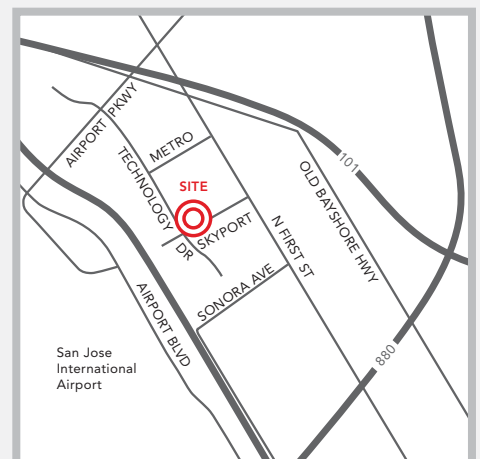 AIRPORT PKWY
METRO
TECHNOLOGY DR
SITE
SKYPORT
101
OLD BAYSHORE HWY
N FIRST ST
SONORA AVE
AIRPORT BLVD
880
San Jose
International
Airport